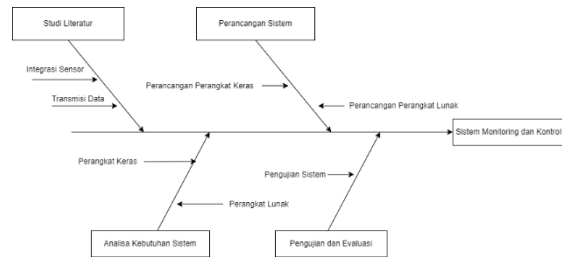 Studi Literatur
Perancangan Sistem
Integrasi Sensor
Transmisi Data
Perancangan Perangkat Keras
Perancangan Perangkat Lunak
Sistem Monitoring dan Kontrol
Perangkat Keras
Perangkat Lunak
Pengujian Sistem
Analisa Kebutuhan Sistem
Pengujian dan Evaluasi